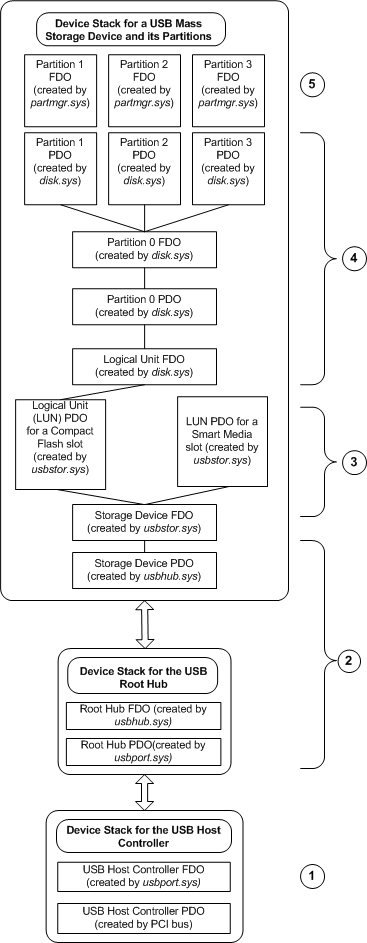 Device Stack for a USB Mass
Storage Device and its Partitions
Partition 1
FDO
(created by
partmgr.sys)
Partition 2
FDO
(created by
partmgr.sys)
Partition 3
FDO
(created by
partmgr.sys)
5
Partition 1
PDO
(created by
disk.sys)
Partition 2
PDO
(created by
disk.sys)
Partition 3
PDO
(created by
disk.sys)
Partition 0 FDO
(created by disk.sys)
4
Partition 0 PDO
(created by disk.sys)
Logical Unit FDO
(created by disk.sys)
Logical Unit
(LUN) PDO
for a Compact
Flash slot
(created by
usbstor.sys)
LUN PDO for a
Smart Media
slot (created by
usbstor.sys)
3
Storage Device FDO
(created by usbstor.sys)
Storage Device PDO
(created by usbhub.sys)
2
Device Stack for the USB
Root Hub
Root Hub FDO (created by
usbhub.sys)
Root Hub PDO(created by
usbport.sys)
Device Stack for the USB Host
Controller
USB Host Controller FDO
(created by usbport.sys)
1
USB Host Controller PDO
(created by PCI bus)